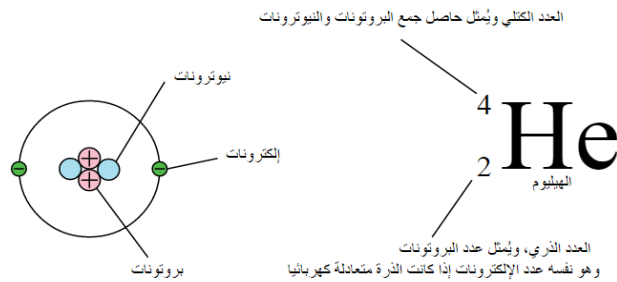 العدد الكتلي ويُمثل حاصل جمع البروتونات والنيوترونات
نيوترونات
4
He
إلكترونات
2
الهيليوم
العدد الذري، ويُمثل عدد البروتونات
وهو نفسه عدد الإلكترونات إذا كانت الذرة متعادلة كهربائيا
بروتونات